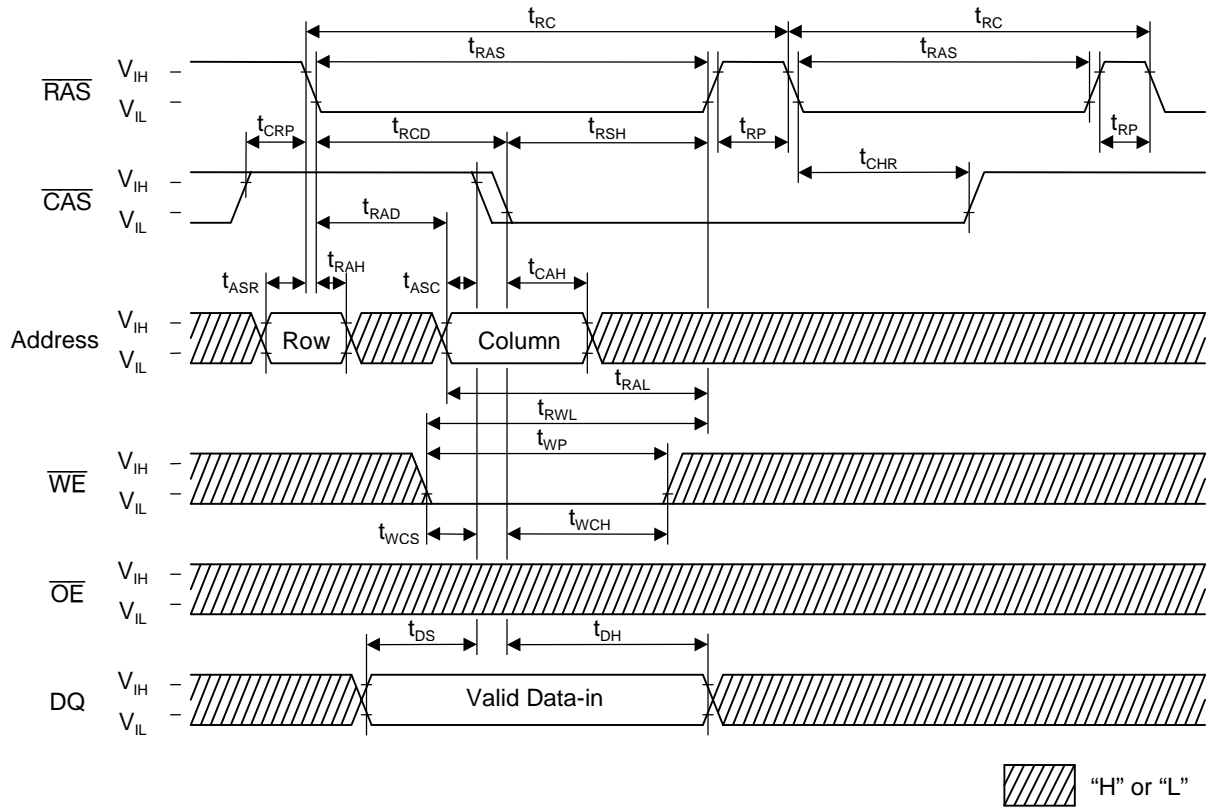 tRC tRC
tRAS tRAS
RAS VIH
VIL
tCRP tRCD tRSH tRP tCHR tRP
CAS VIH
VIL
tRAD
tASR tRAH tASC tCAH
Address VIH Row Column
VIL
tRAL
tRWL
tWP
WE VIH
VIL
tWCS tWCH
OE VIH
VIL
tDS tDH
DQ VIH Valid Data-in
VIL
“H” or “L”